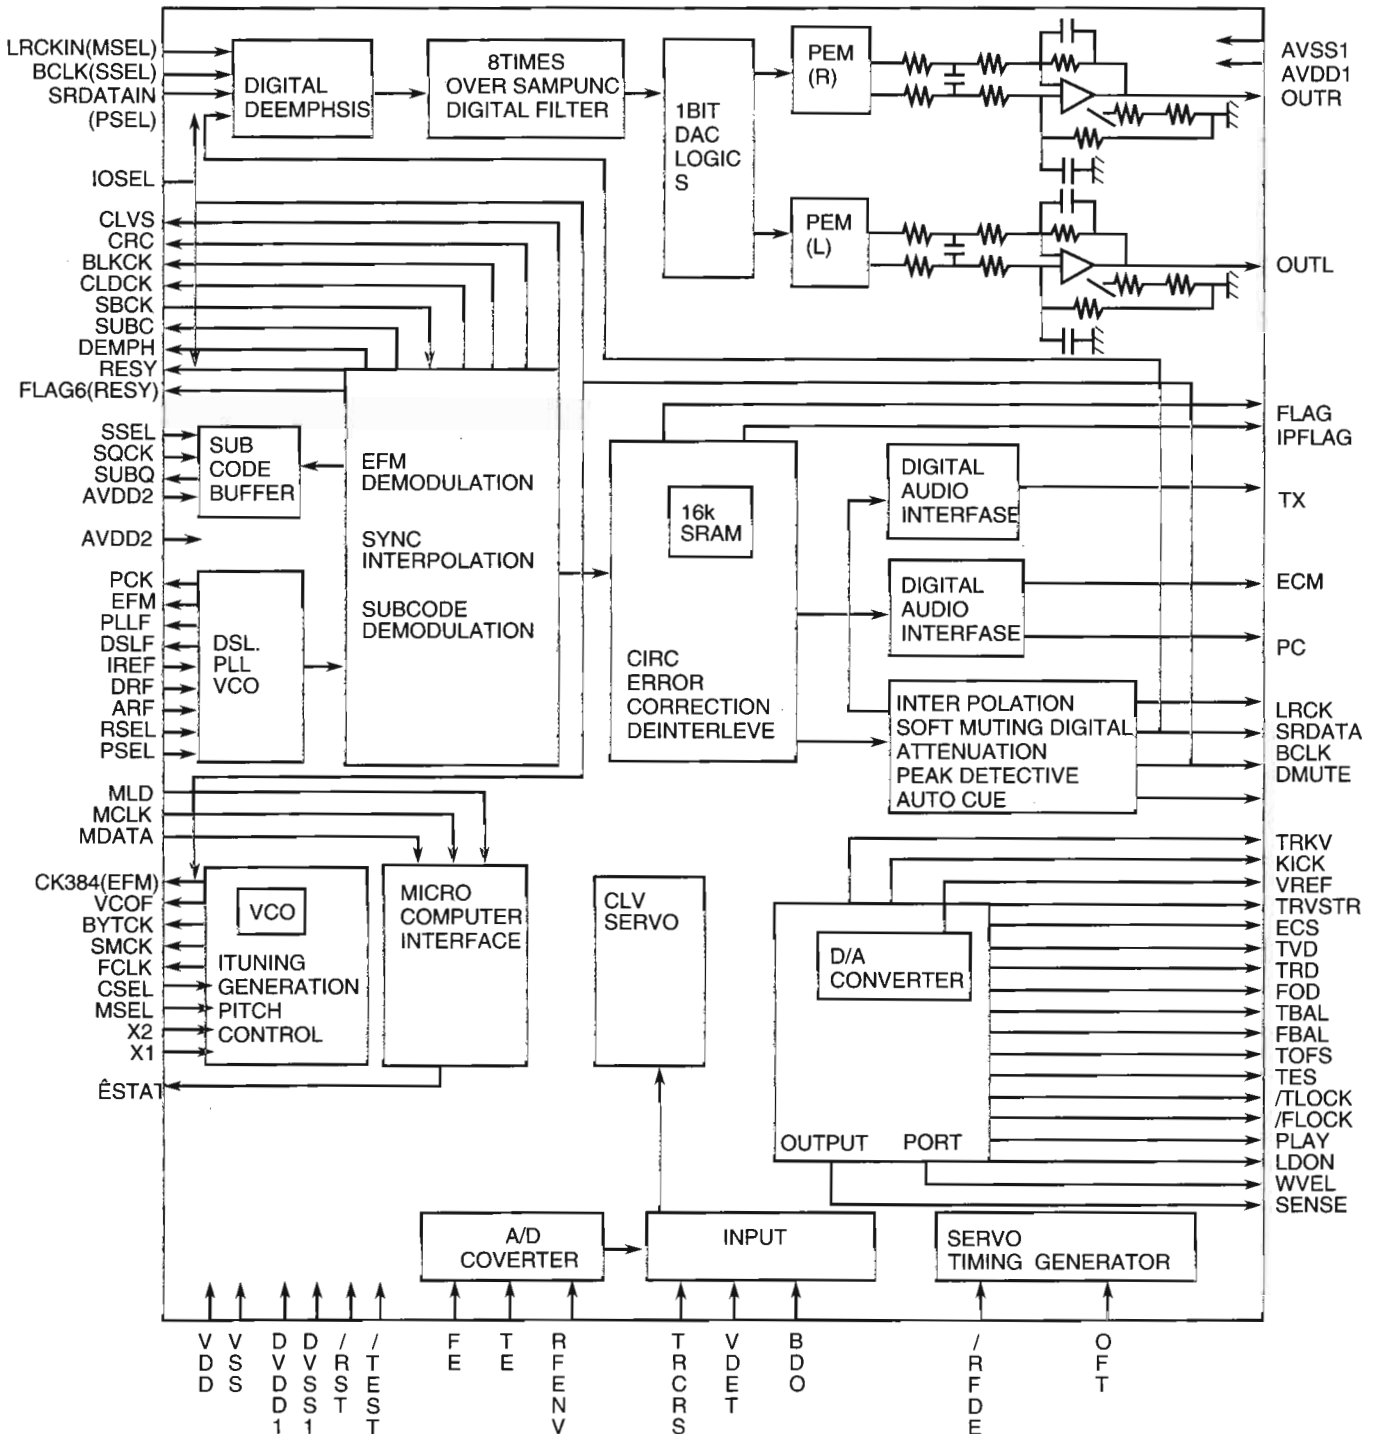 LRCKIN(MSEL)
BCLK(SSEL)
SRDATAIN
(PSEL)
IOSEL
CLVS
CRC
BLKCK
CLDCK
SBCK
SUBC
DEMPH
RESY
FLAG6(RESY)
SSEL
SQCK
SUBQ
AVDD2
AVDD2
PCK
EFM
PLLF
DSLF
IREF
DRF
ARF
RSEL
PSEL
MLD
MCLK
MDATA
CK384(EFM)
VCOF
BYTCK
SMCK
FCLK
CSEL
MSEL
X2
X1
ÊSTAT
DIGITAL
DEEMPHSIS
8TIMES
OVER SAMPUNC
DIGITAL FILTER
1BIT
DAC
LOGIC
S
PEM
(R)
PEM
(L)
SUB
CODE
BUFFER
EFM
DEMODULATION
SYNC
INTERPOLATION
SUBCODE
DEMODULATION
DSL.
PLL
VCO
16k
SRAM
CIRC
ERROR
CORRECTION
DEINTERLEVE
DIGITAL
AUDIO
INTERFASE
DIGITAL
AUDIO
INTERFASE
INTER POLATION
SOFT MUTING DIGITAL
ATTENUATION
PEAK DETECTIVE
AUTO CUE
VCO
ITUNING
GENERATION
PITCH
CONTROL
MICRO
COMPUTER
INTERFACE
CLV
SERVO
D/A
CONVERTER
OUTPUT PORT
A/D
COVERTER
INPUT
SERVO
TIMING GENERATOR
AVSS1
AVDD1
OUTR
OUTL
FLAG
IPFLAG
TX
ECM
PC
LRCK
SRDATA
BCLK
DMUTE
TRKV
KICK
VREF
TRVSTR
ECS
TVD
TRD
FOD
TBAL
FBAL
TOFS
TES
/TLOCK
/FLOCK
PLAY
LDON
WVEL
SENSE
VDD
VSS
DVDD1
DVSS1
/RST
/TEST
FE
TE
RFENV
TRCRS
VDET
BDO
/RFDE
OFT